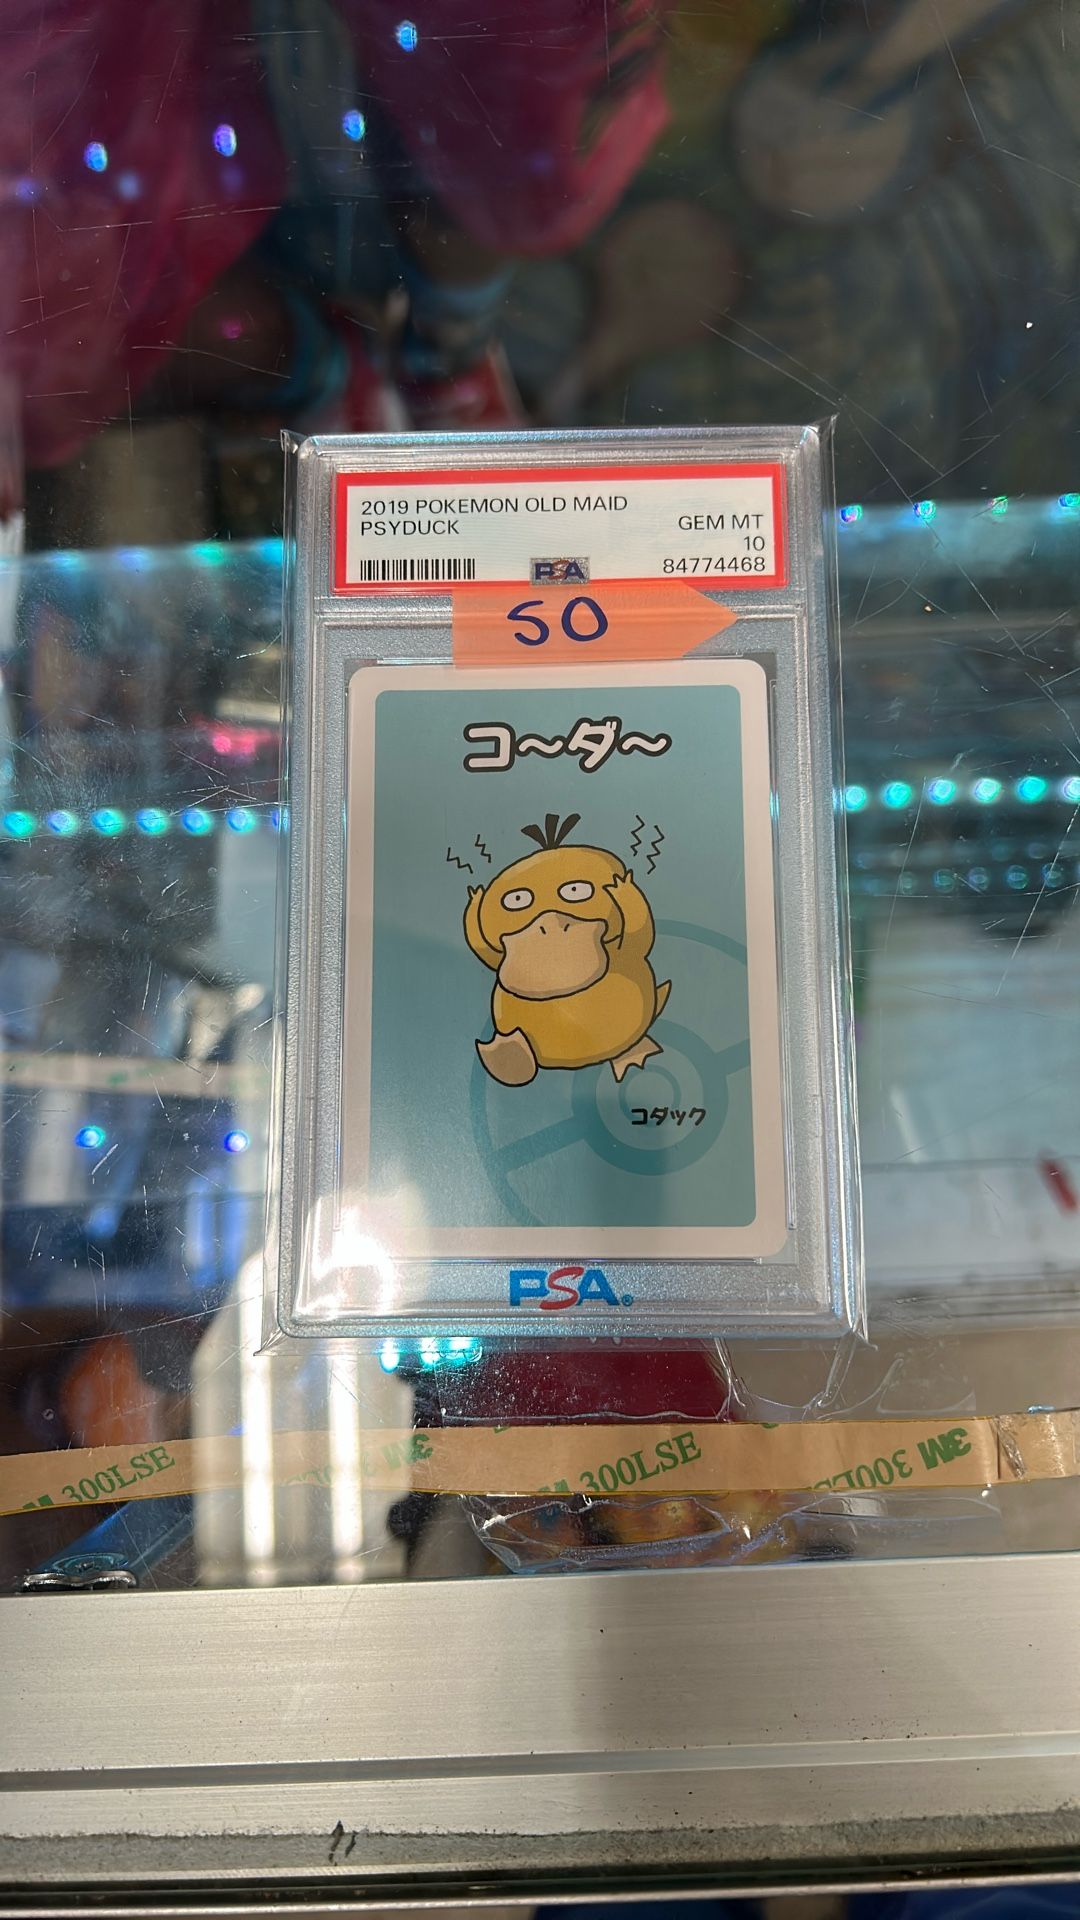 2019 POKEMON OLD MAID
PSYDUCK
GEM MT
10
84774468
PSA
50
コ〜ダ〜
コダック
PSA®
300LSE
3M
300LSE
3M